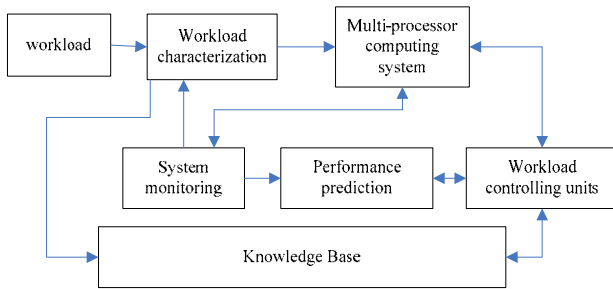 workload
Workload
characterization
Multi-processor
computing
system
System
monitoring
Performance
prediction
Workload
controlling units
Knowledge Base